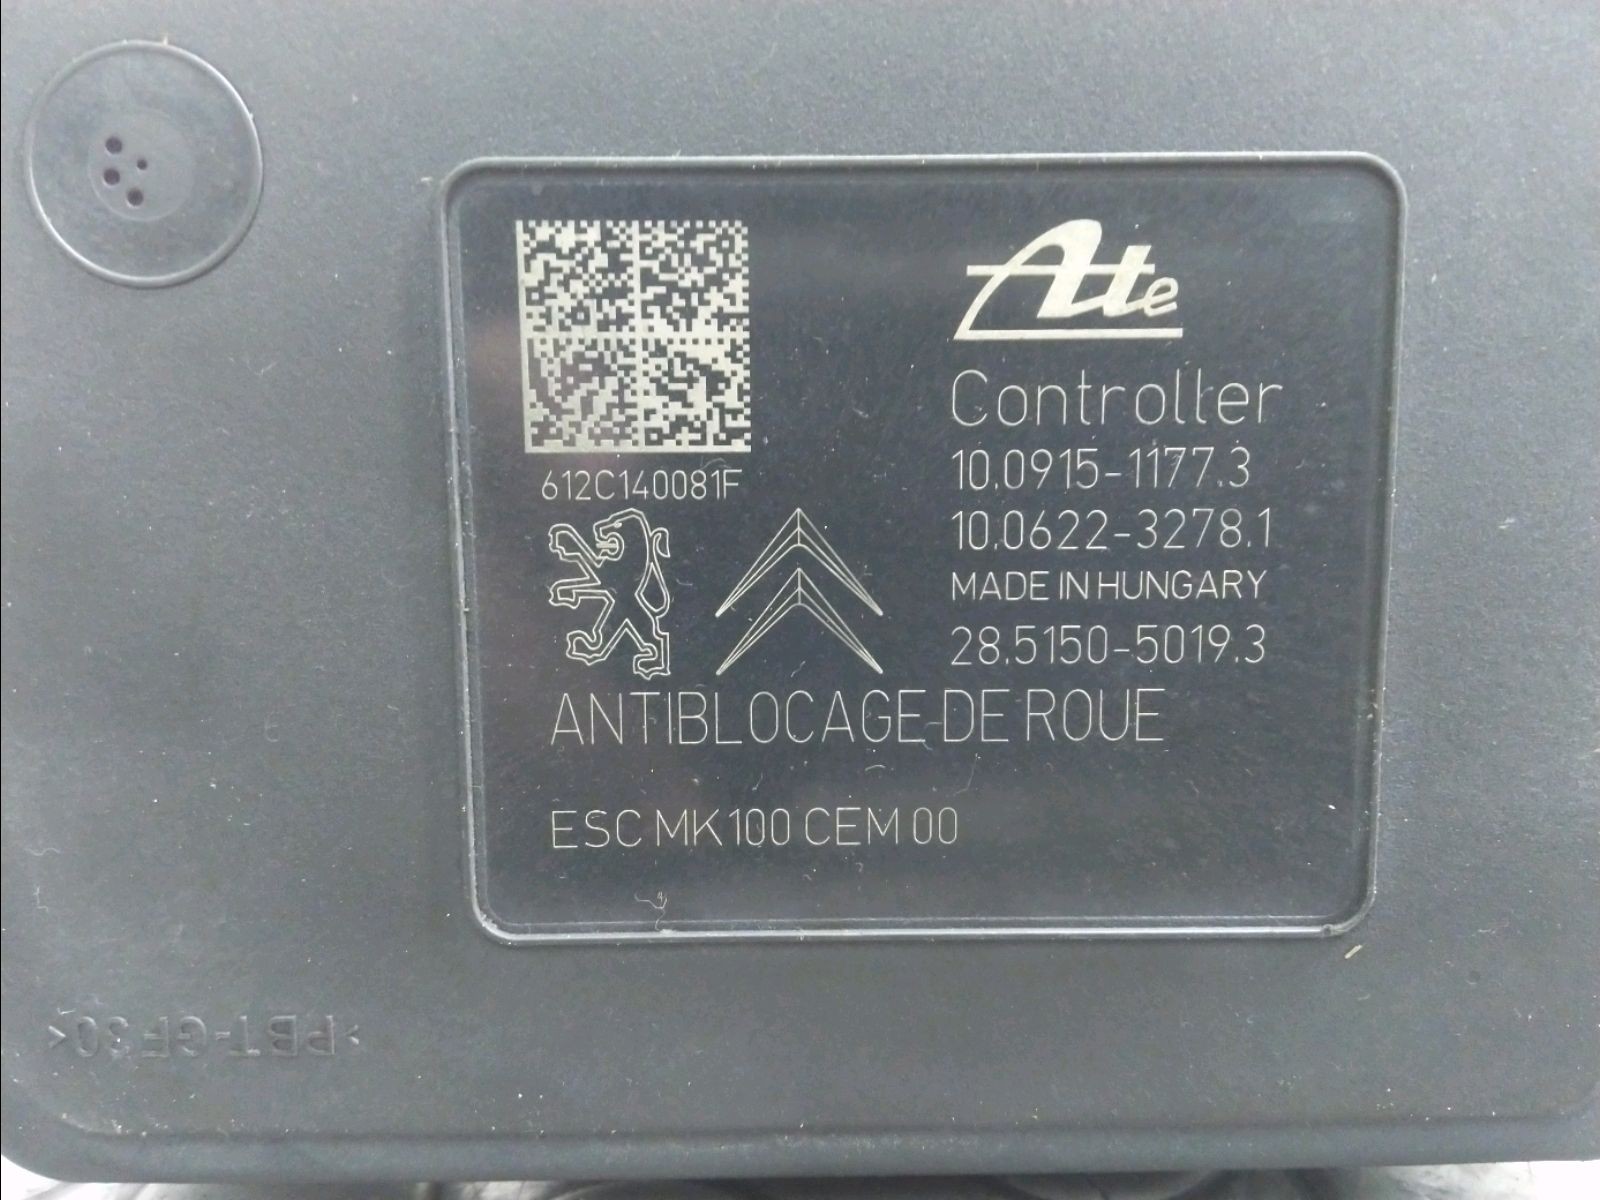 Ate
Controller
10.0915-1177.3
10.0622-3278.1
MADE IN HUNGARY
28.5150-5019.3
612C140081F
ANTIBLOCAGE-DE ROUE
ESC MK100 CEM 00
>PBT-GF30<